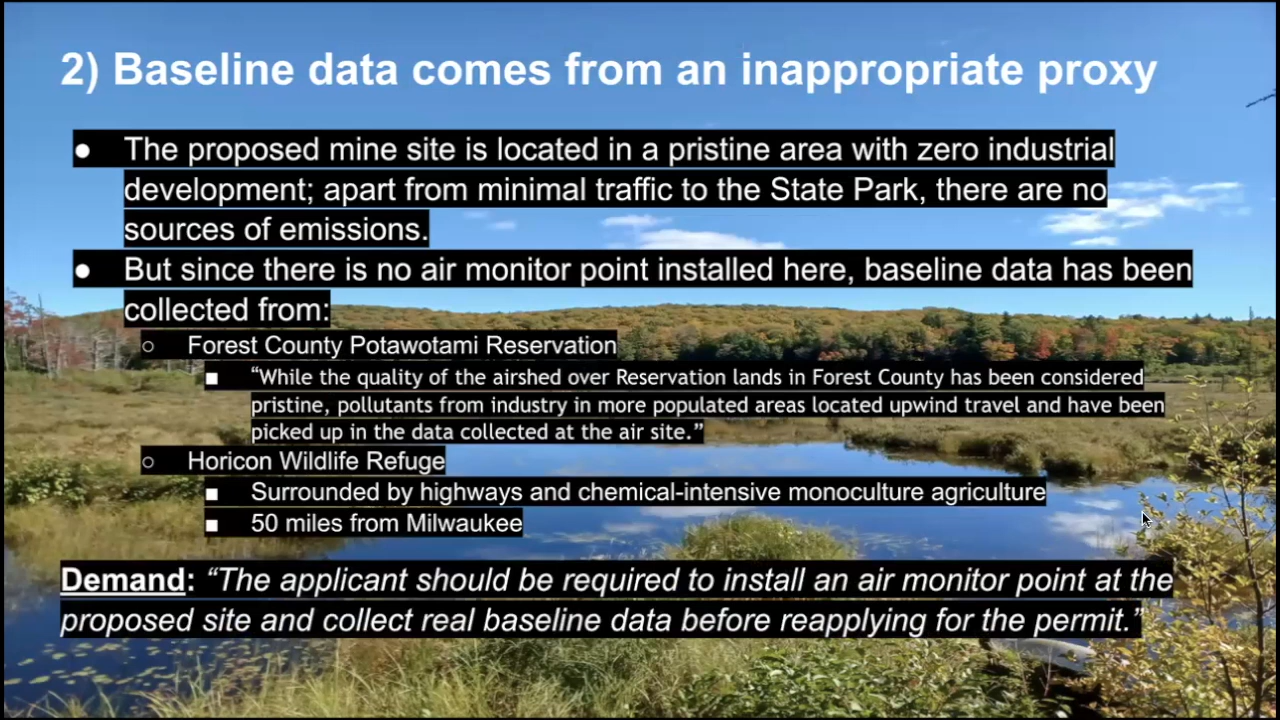 2) Baseline data comes from an inappropriate proxy
● The proposed mine site is located in a pristine area with zero industrial
development; apart from minimal traffic to the State Park, there are no
sources of emissions.
● But since there is no air monitor point installed here, baseline data has been
collected from:
○ Forest County Potawotami Reservation
■ “While the quality of the airshed over Reservation lands in Forest County has been considered
pristine, pollutants from industry in more populated areas located upwind travel and have been
picked up in the data collected at the air site.”
○ Horicon Wildlife Refuge
■ Surrounded by highways and chemical-intensive monoculture agriculture
■ 50 miles from Milwaukee
Demand: “The applicant should be required to install an air monitor point at the
proposed site and collect real baseline data before reapplying for the permit.”